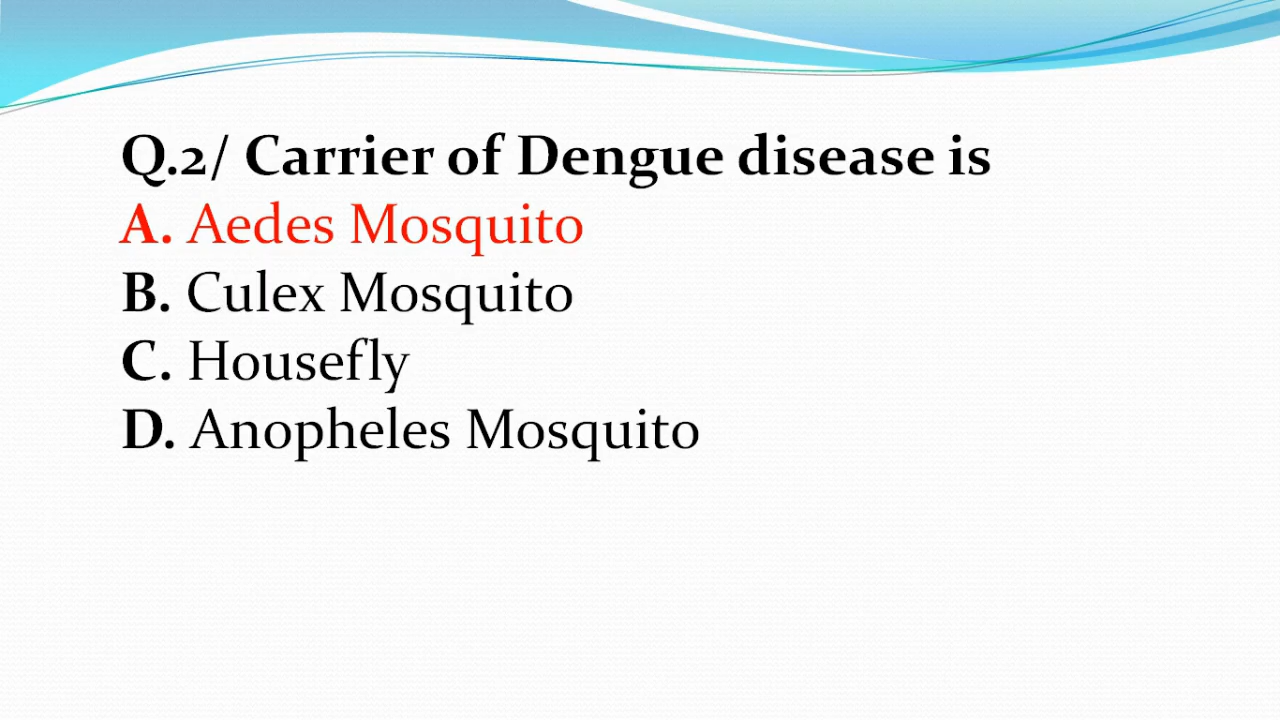 Q.2/ Carrier of Dengue disease is
A. Aedes Mosquito
B. Culex Mosquito
C. Housefly
D. Anopheles Mosquito